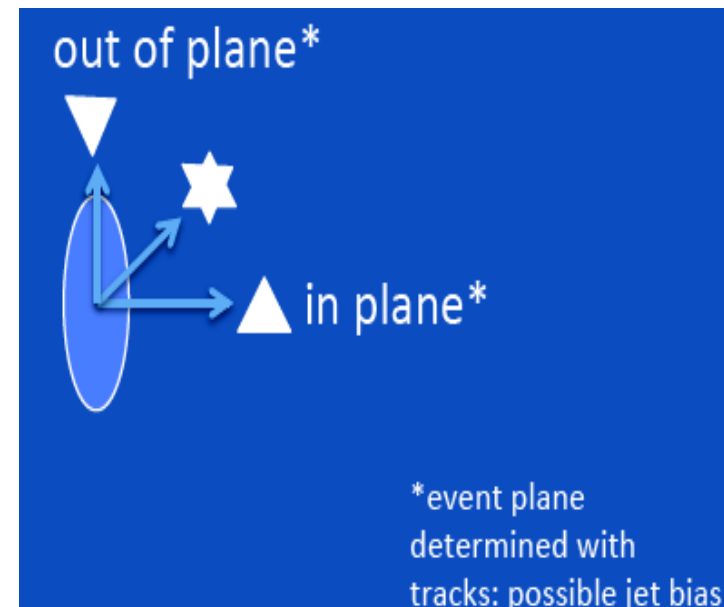 out of plane*
in plane*
*event plane
determined with
tracks: possible jet bias